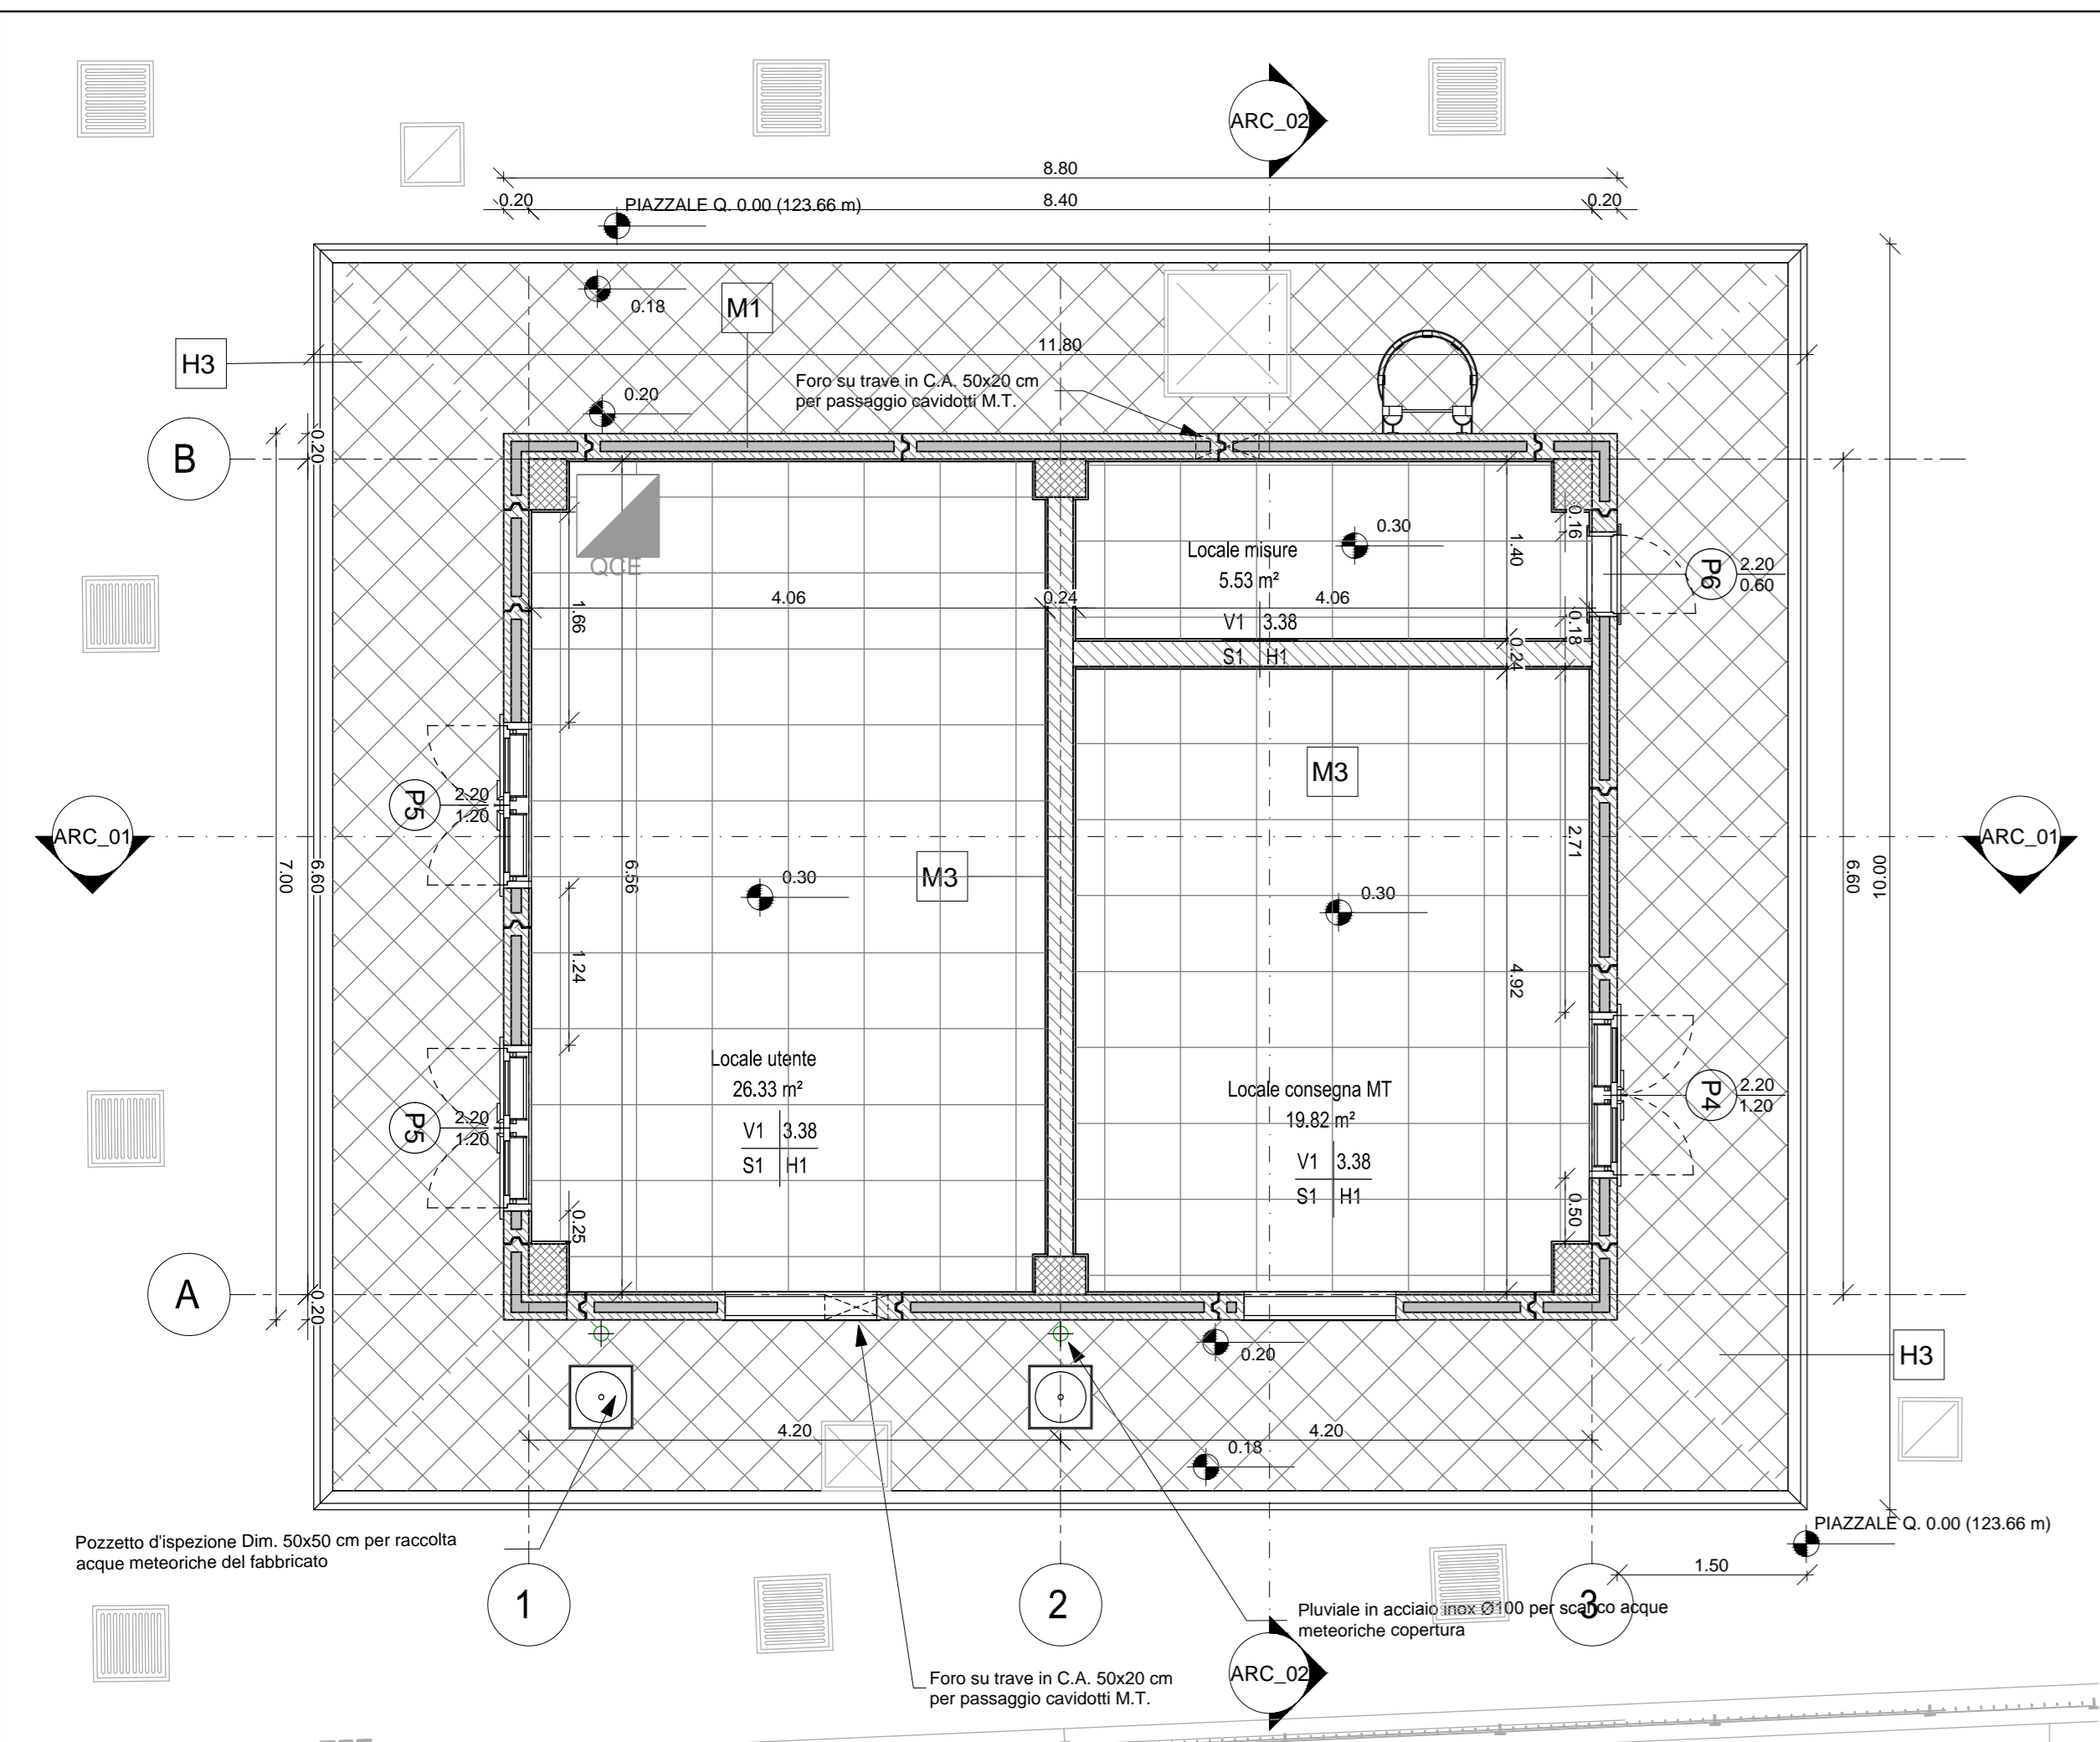 ARC_02
8.80
0.20
PIAZZALE Q. 0.00 (123.66 m)
8.40
0.20
0.18
M1
H3
11.80
Foro su trave in C.A. 50x20 cm
per passaggio cavidotti M.T.
0.20
B
0.20
QCE
0.30
0.16
1.40
Locale misure
5.53 m²
P6
2.20
0.60
4.06
0.24
4.06
1.66
V1 3.38
S1 H1
0.18
0.24
M3
P5
2.20
1.20
ARC_01
ARC_01
2.71
7.00
6.60
6.56
M3
0.30
0.30
6.60
10.00
1.24
4.92
Locale utente
26.33 m²
V1 3.38
S1 H1
Locale consegna MT
19.82 m²
V1 3.38
S1 H1
P5
2.20
1.20
P4
2.20
1.20
0.25
0.50
A
0.20
0.20
H3
4.20
4.20
0.18
PIAZZALE Q. 0.00 (123.66 m)
1.50
Pozzetto d'ispezione Dim. 50x50 cm per raccolta
acque meteoriche del fabbricato
1
2
3
Pluviale in acciaio inox Ø100 per scarico acque
meteoriche copertura
ARC_02
Foro su trave in C.A. 50x20 cm
per passaggio cavidotti M.T.